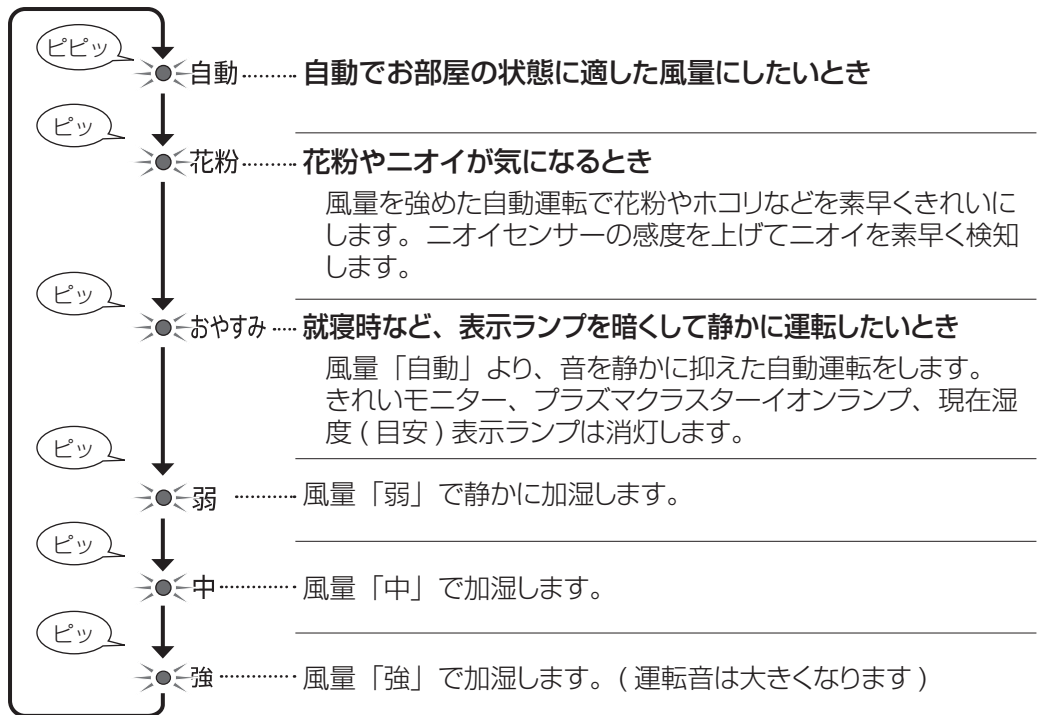 ピピッ
自動 ……… 自動でお部屋の状態に適した風量にしたいとき
ピッ
花粉 ……… 花粉やニオイが気になるとき
風量を強めた自動運転で花粉やホコリなどを素早くきれいに
します。ニオイセンサーの感度を上げてニオイを素早く検知
します。
ピッ
おやすみ …… 就寝時など、表示ランプを暗くして静かに運転したいとき
風量「自動」より、音を静かに抑えた自動運転をします。
きれいモニター、プラズマクラスターイオンランプ、現在湿
度 ( 目安 ) 表示ランプは消灯します。
ピッ
弱 ………… 風量「弱」で静かに加湿します。
ピッ
中 ………… 風量「中」で加湿します。
ピッ
強 ………… 風量「強」で加湿します。( 運転音は大きくなります )